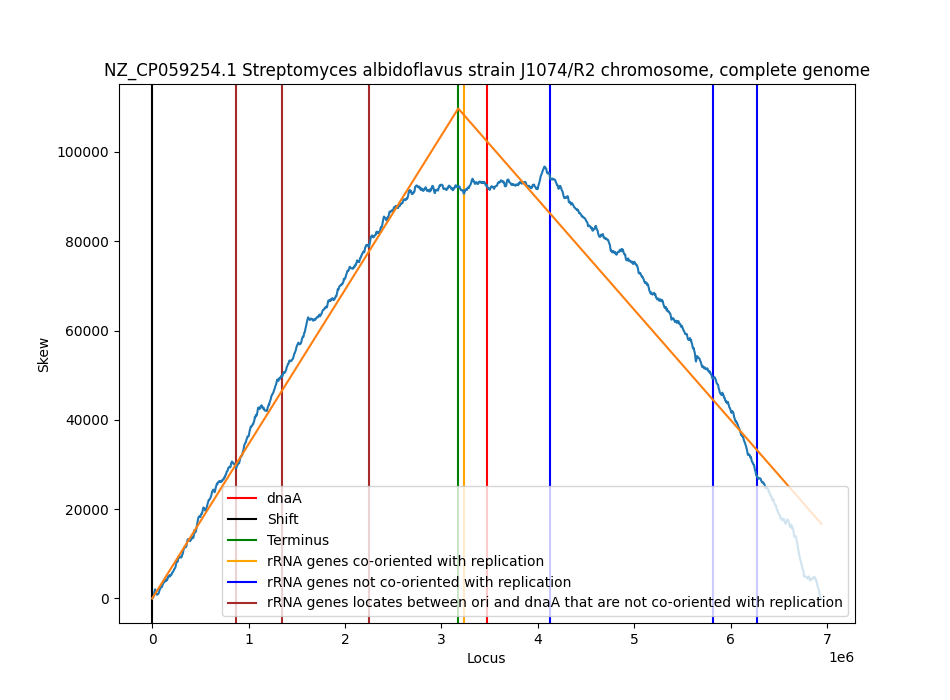 NZ_CP059254.1 Streptomyces albidoflavus strain J1074/R2 chromosome, complete genome
Skew
100000
80000
60000
40000
20000
0
dnaA
Shift
Terminus
rRNA genes co-oriented with replication
rRNA genes not co-oriented with replication
rRNA genes locates between ori and dnaA that are not co-oriented with replication
0 1 2 3 4 5 6 7
1e6
Locus